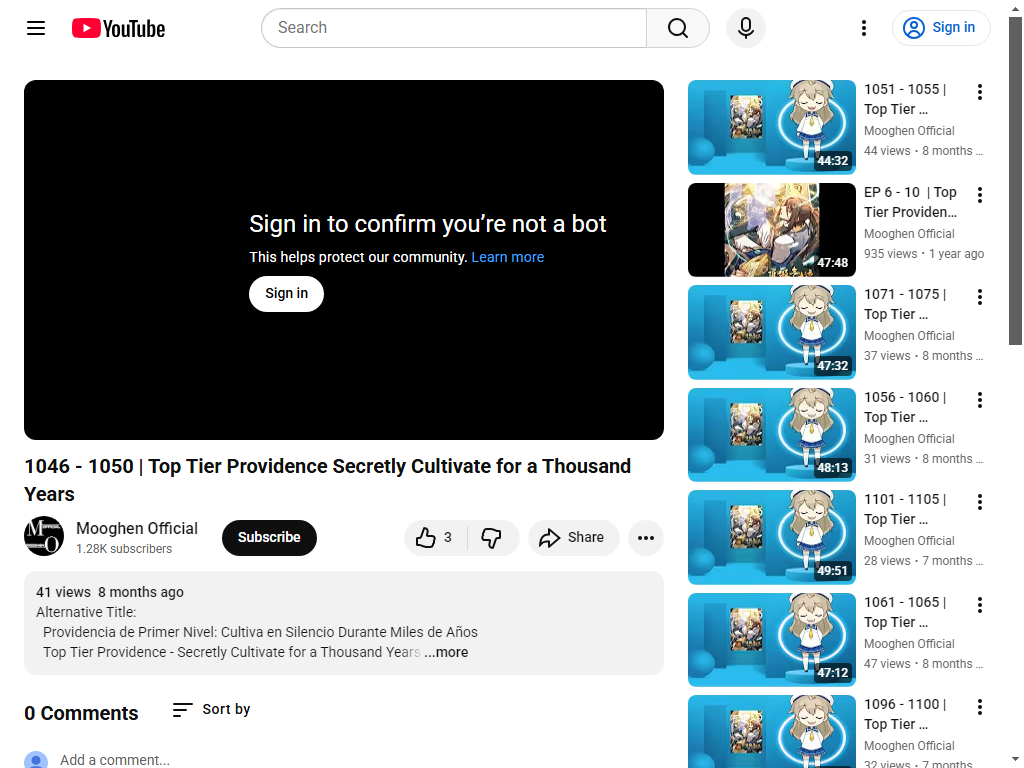 YouTube
Search
Sign in
Sign in to confirm you’re not a bot
This helps protect our community. Learn more
Sign in
1046 - 1050 | Top Tier Providence Secretly Cultivate for a Thousand
Years
Mooghen Official
1.28K subscribers
Subscribe
3
Share
41 views  8 months ago
Alternative Title:
Providencia de Primer Nivel: Cultiva en Silencio Durante Miles de Años
Top Tier Providence - Secretly Cultivate for a Thousand Years ...more
0 Comments
Sort by
Add a comment...
1051 - 1055 |
Top Tier ...
Mooghen Official
44 views • 8 months ...
44:32
EP 6 - 10 | Top
Tier Providen...
Mooghen Official
935 views • 1 year ago
47:48
1071 - 1075 |
Top Tier ...
Mooghen Official
37 views • 8 months ...
47:32
1056 - 1060 |
Top Tier ...
Mooghen Official
31 views • 8 months ...
48:13
1101 - 1105 |
Top Tier ...
Mooghen Official
28 views • 7 months ...
49:51
1061 - 1065 |
Top Tier ...
Mooghen Official
47 views • 8 months ...
47:12
1096 - 1100 |
Top Tier ...
Mooghen Official
32 views • 7 months ...